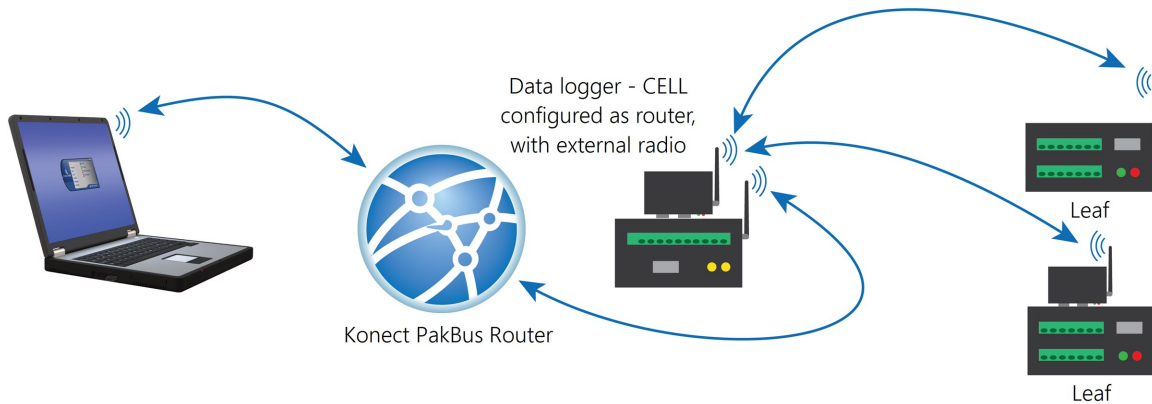 Data logger - CELL
configured as router,
with external radio
Konect PakBus Router
Leaf
Leaf